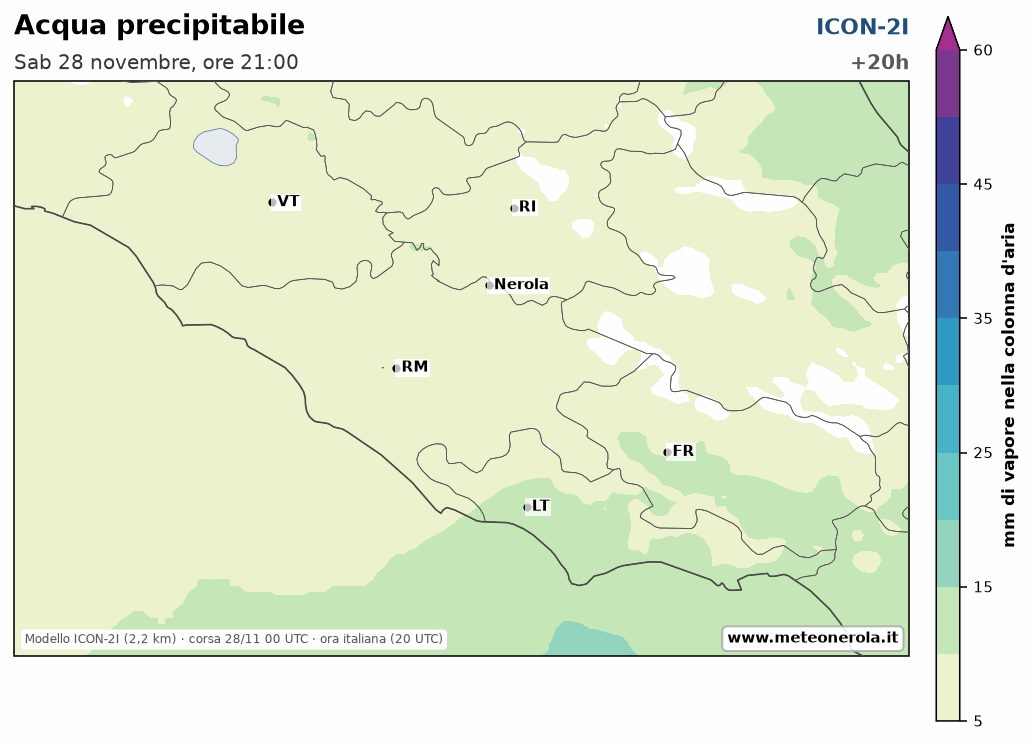 Acqua precipitabile
ICON-2I
Sab 28 novembre, ore 21:00
+20h
60
45
35
25
15
5
mm di vapore nella colonna d'aria
VT
RI
Nerola
RM
FR
LT
Modello ICON-2I (2,2 km) · corsa 28/11 00 UTC · ora italiana (20 UTC)
www.meteonerola.it